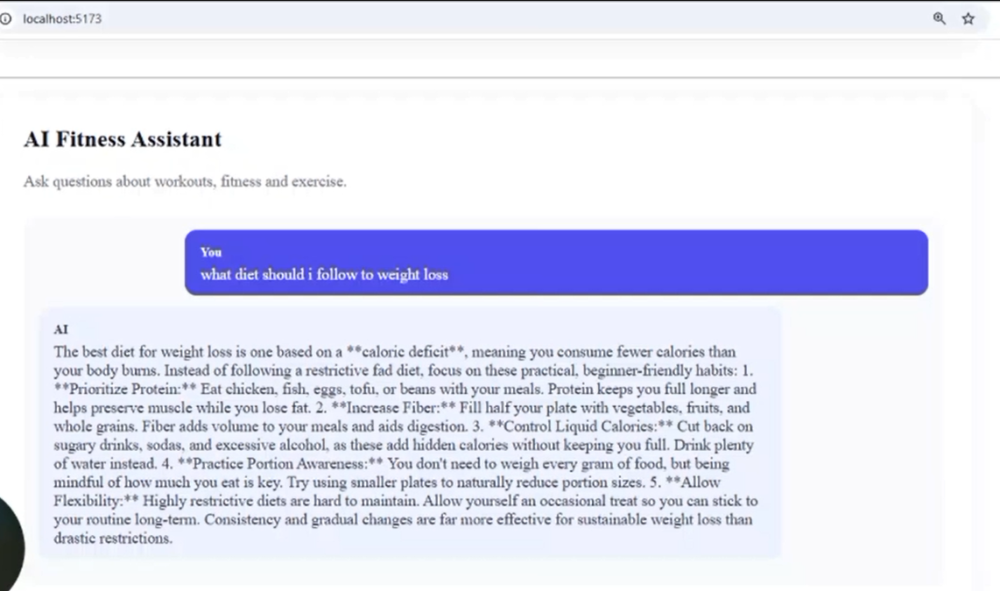 localhost:5173
AI Fitness Assistant
Ask questions about workouts, fitness and exercise.
You
what diet should i follow to weight loss
AI
The best diet for weight loss is one based on a **caloric deficit**, meaning you consume fewer calories than
your body burns. Instead of following a restrictive fad diet, focus on these practical, beginner-friendly habits: 1.
**Prioritize Protein:** Eat chicken, fish, eggs, tofu, or beans with your meals. Protein keeps you full longer and
helps preserve muscle while you lose fat. 2. **Increase Fiber:** Fill half your plate with vegetables, fruits, and
whole grains. Fiber adds volume to your meals and aids digestion. 3. **Control Liquid Calories:** Cut back on
sugary drinks, sodas, and excessive alcohol, as these add hidden calories without keeping you full. Drink plenty
of water instead. 4. **Practice Portion Awareness:** You don't need to weigh every gram of food, but being
mindful of how much you eat is key. Try using smaller plates to naturally reduce portion sizes. 5. **Allow
Flexibility:** Highly restrictive diets are hard to maintain. Allow yourself an occasional treat so you can stick to
your routine long-term. Consistency and gradual changes are far more effective for sustainable weight loss than
drastic restrictions.